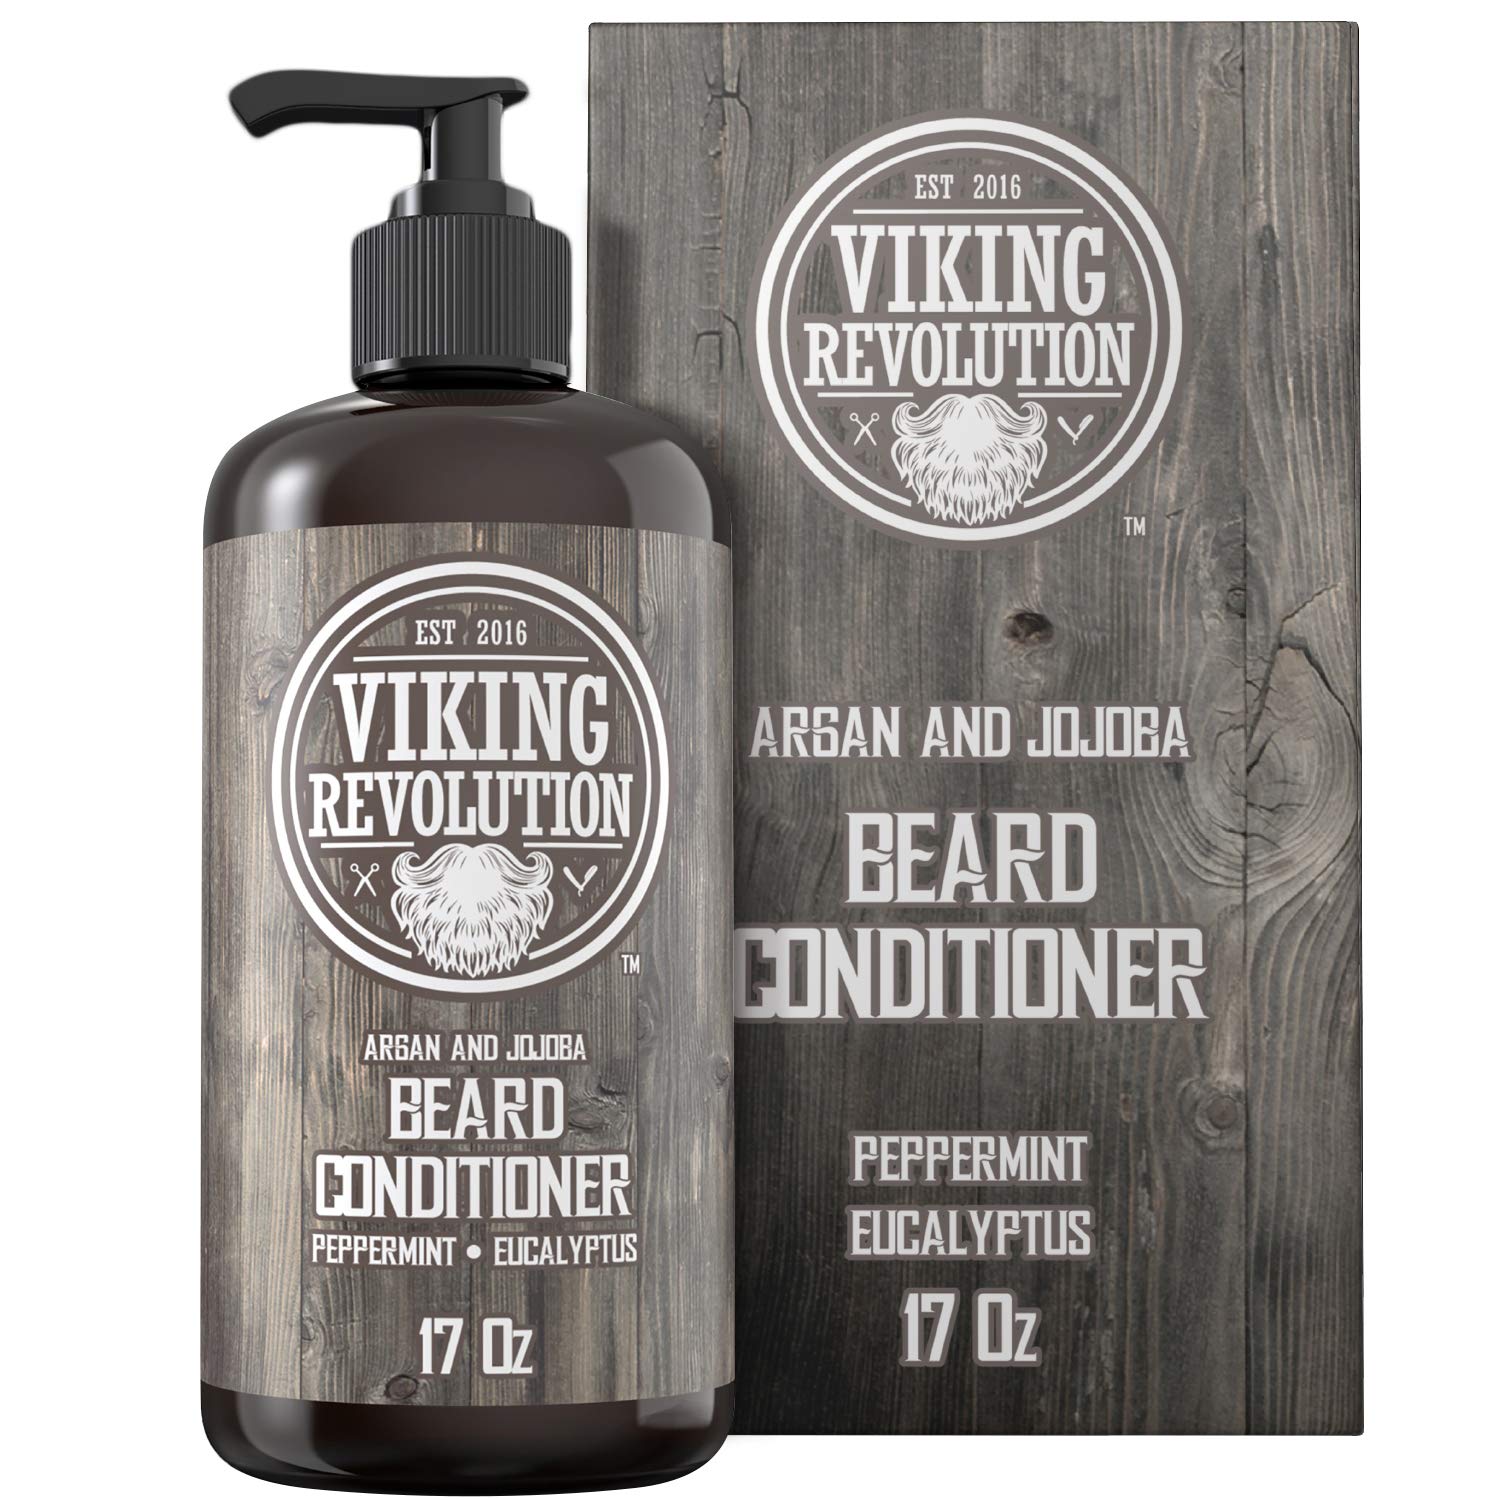 EST 2016
VIKING
REVOLUTION
TM
ARGAN AND JOJOBA
BEARD
CONDITIONER
PEPPERMINT • EUCALYPTUS
17 Oz
EST 2016
VIKING
REVOLUTION
TM
ARGAN AND JOJOBA
BEARD
CONDITIONER
PEPPERMINT
EUCALYPTUS
17 Oz